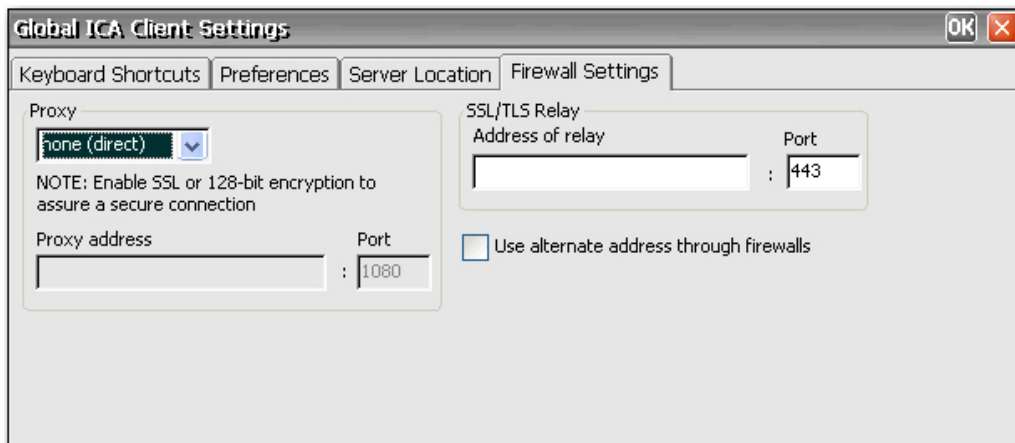 Global ICA Client Settings OK
Keyboard Shortcuts Preferences Server Location Firewall Settings
Proxy
none (direct)
NOTE: Enable SSL or 128-bit encryption to
assure a secure connection
Proxy address Port
: 1080
SSL/TLS Relay
Address of relay Port
: 443
Use alternate address through firewalls